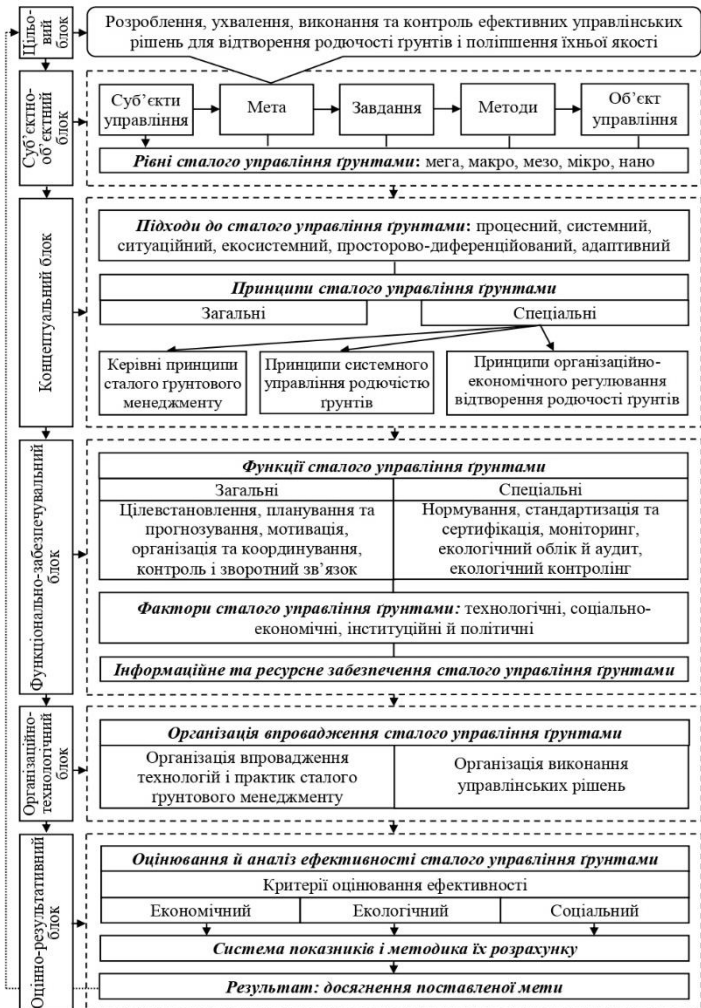 Цільо-
вий
блок
Розроблення, ухвалення, виконання та контроль ефективних управлінських
рішень для відтворення родючості ґрунтів і поліпшення їхньої якості
Суб’єктно-
об’єктний
блок
Суб’єкти
управління
Мета
Завдання
Методи
Об’єкт
управління
Рівні сталого управління ґрунтами: мега, макро, мезо, мікро, нано
Концептуальний блок
Підходи до сталого управління ґрунтами: процесний, системний,
ситуаційний, екосистемний, просторово-диференційований, адаптивний
Принципи сталого управління ґрунтами
Загальні
Спеціальні
Керівні принципи
сталого ґрунтового
менеджменту
Принципи системного
управління родючістю
ґрунтів
Принципи організаційно-
економічного регулювання
відтворення родючості ґрунтів
Функціонально-забезпечувальний
блок
Функції сталого управління ґрунтами
Загальні
Цілевстановлення, планування та
прогнозування, мотивація,
організація та координування,
контроль і зворотний зв’язок
Спеціальні
Нормування, стандартизація та
сертифікація, моніторинг,
екологічний облік й аудит,
екологічний контролінг
Фактори сталого управління ґрунтами: технологічні, соціально-
економічні, інституційні й політичні
Інформаційне та ресурсне забезпечення сталого управління ґрунтами
Організаційно-
технологічний
блок
Організація впровадження сталого управління ґрунтами
Організація впровадження
технологій і практик сталого
ґрунтового менеджменту
Організація виконання
управлінських рішень
Оцінно-результативний
блок
Оцінювання й аналіз ефективності сталого управління ґрунтами
Критерії оцінювання ефективності
Економічний
Екологічний
Соціальний
Система показників і методика їх розрахунку
Результат: досягнення поставленої мети